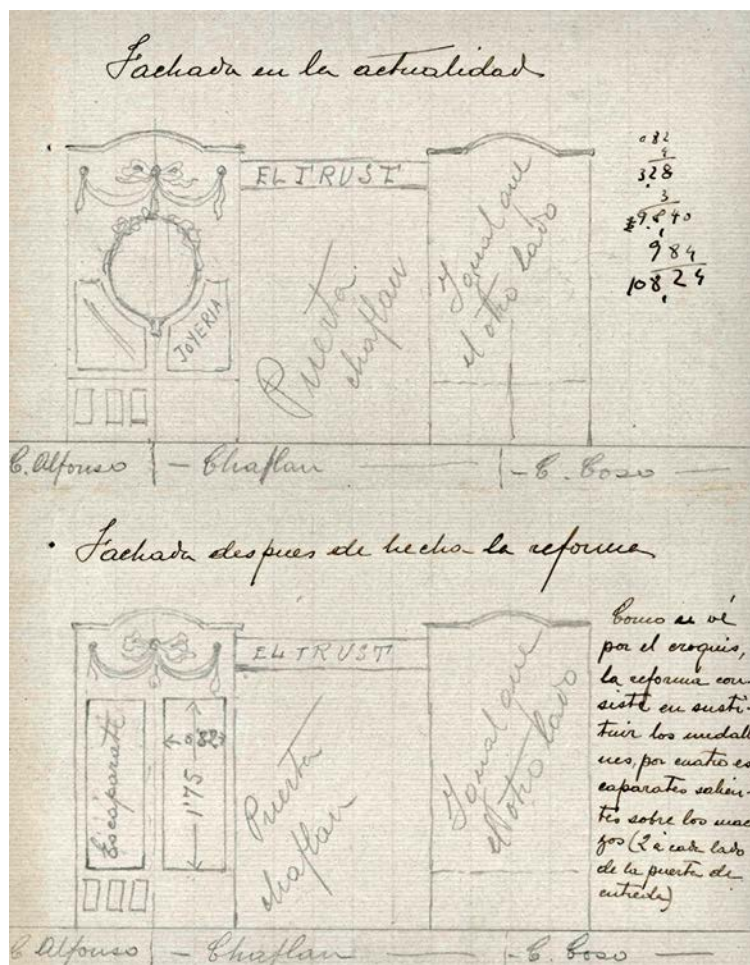 Fachada en la actualidad
EL TRUST
JOYERIA
Puerta
chaflan
Igual que
el otro lado
082
4
328
3
9.840
984
108,24
C. Alfonso - Chaflan - C. Coso
Fachada despues de hecha la reforma
EL TRUST
Escaparate
0'82
1'75
Puerta
chaflan
Igual que
el otro lado
Como se vé
por el croquis,
la reforma con-
siste en susti-
tuir los medall
nes, por cuatro es
caparates salien-
tes sobre los mac
jos (2 á cada lado
de la puerta de
entrada)
C. Alfonso - Chaflan - C. Coso